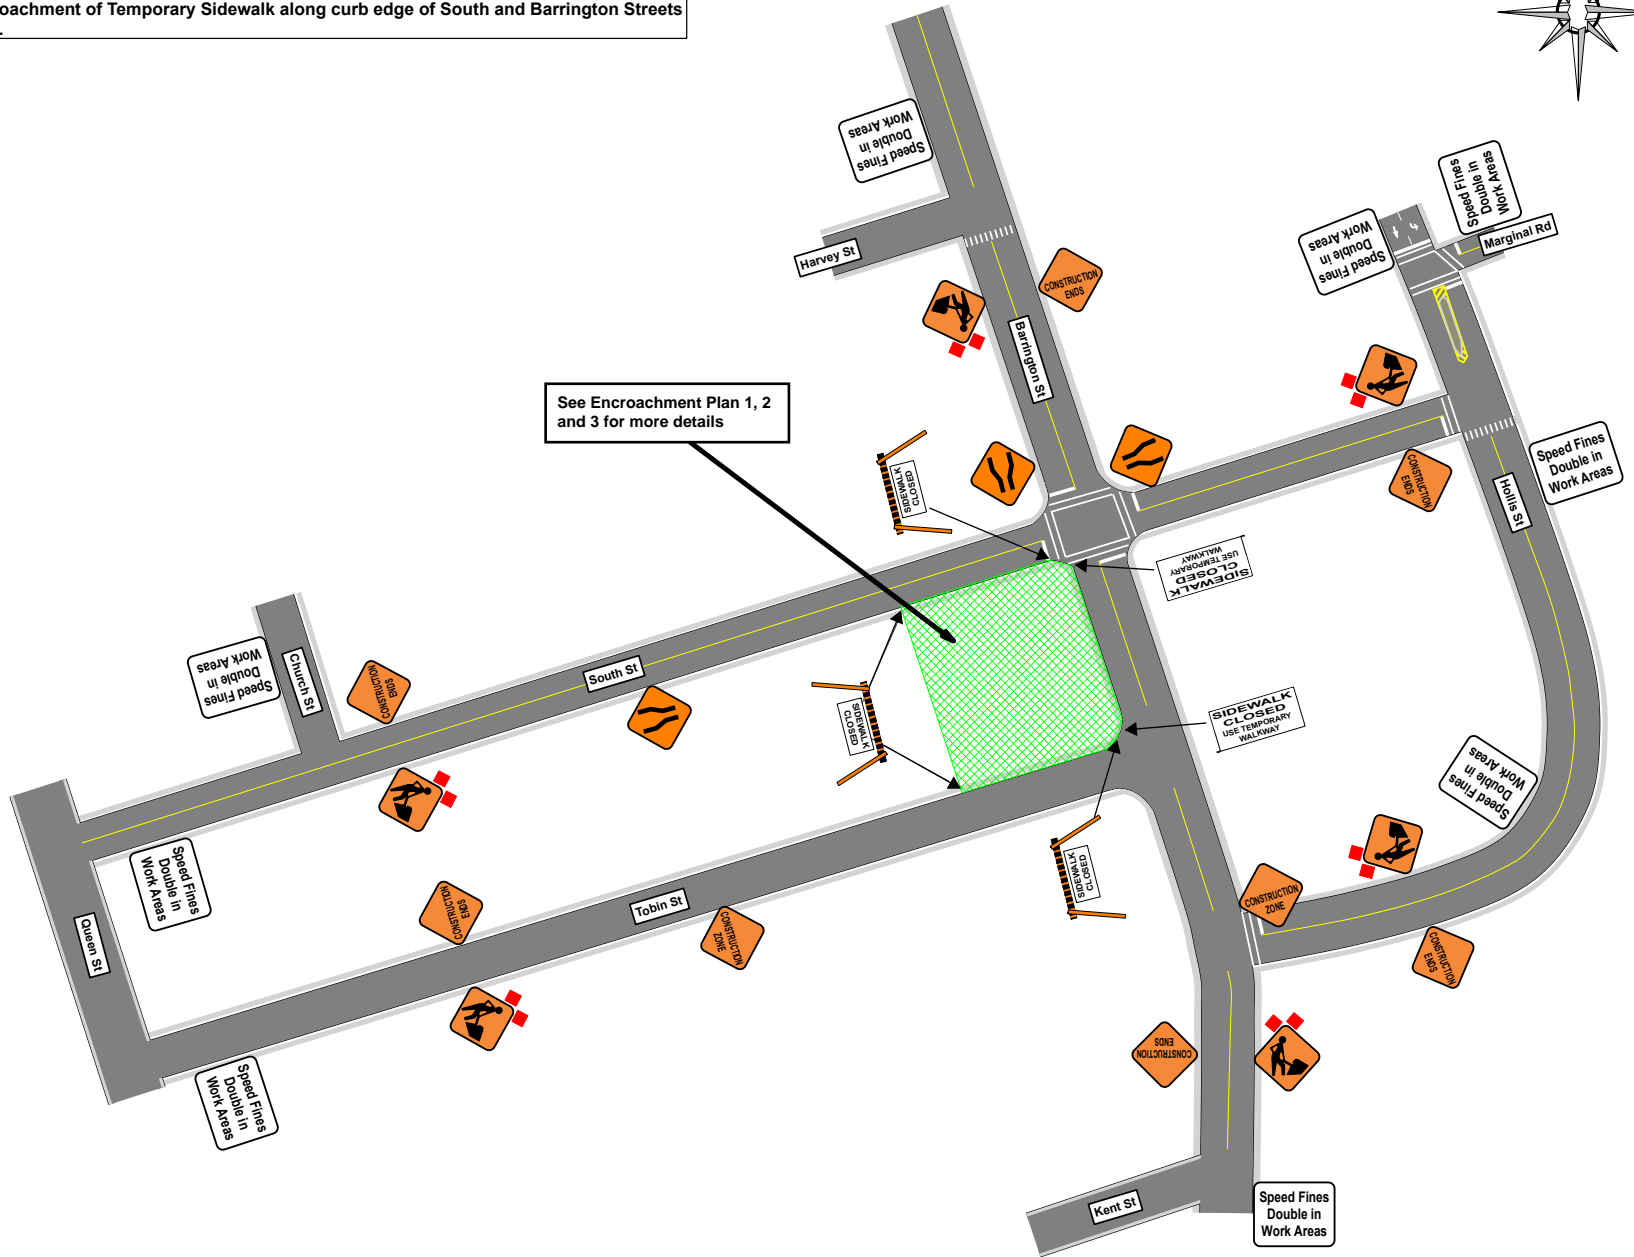 oachment of Temporary Sidewalk along curb edge of South and Barrington Streets
Speed Fines
Double in
Work Areas
Harvey St
CONSTRUCTION
ENDS
Barrington St
Speed Fines
Double in
Work Areas
Speed Fines
Double in
Work Areas
Marginal Rd
See Encroachment Plan 1, 2
and 3 for more details
SIDEWALK
CLOSED
CONSTRUCTION
ENDS
Hollis St
Speed Fines
Double in
Work Areas
SIDEWALK
CLOSED
USE TEMPORARY
WALKWAY
Speed Fines
Double in
Work Areas
Church St
CONSTRUCTION
ENDS
South St
SIDEWALK
CLOSED
SIDEWALK
CLOSED
USE TEMPORARY
WALKWAY
Speed Fines
Double in
Work Areas
Speed Fines
Double in
Work Areas
Queen St
CONSTRUCTION
ENDS
Tobin St
CONSTRUCTION
ZONE
SIDEWALK
CLOSED
CONSTRUCTION
ZONE
CONSTRUCTION
ENDS
Speed Fines
Double in
Work Areas
CONSTRUCTION
ENDS
Kent St
Speed Fines
Double in
Work Areas